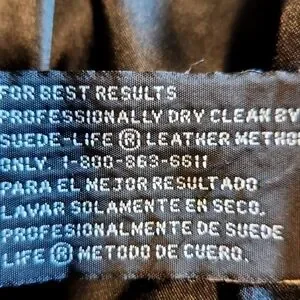 FOR BEST RESULTS
PROFESSIONALLY DRY CLEAN BY
SUEDE-LIFE ® LEATHER METHOD
ONLY. 1-800-863-6611
PARA EL MEJOR RESULTADO
LAVAR SOLAMENTE EN SECO.
PROFESIONALMENTE DE SUEDE
LIFE ® METODO DE CUERO.